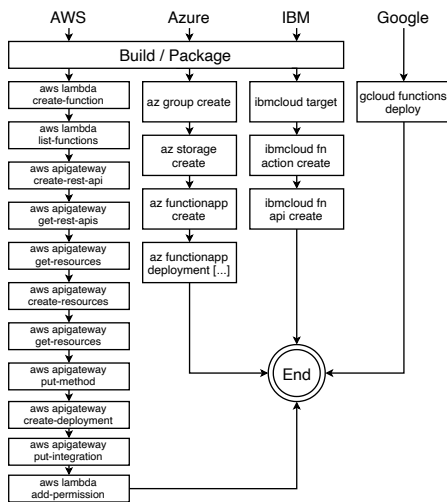 AWS
Azure
IBM
Google
Build / Package
aws lambda
create-function
aws lambda
list-functions
aws apigateway
create-rest-api
aws apigateway
get-rest-apis
aws apigateway
get-resources
aws apigateway
create-resources
aws apigateway
get-resources
aws apigateway
put-method
aws apigateway
create-deployment
aws apigateway
put-integration
aws lambda
add-permission
az group create
az storage
create
az functionapp
create
az functionapp
deployment [...]
ibmcloud target
ibmcloud fn
action create
ibmcloud fn
api create
gcloud functions
deploy
End